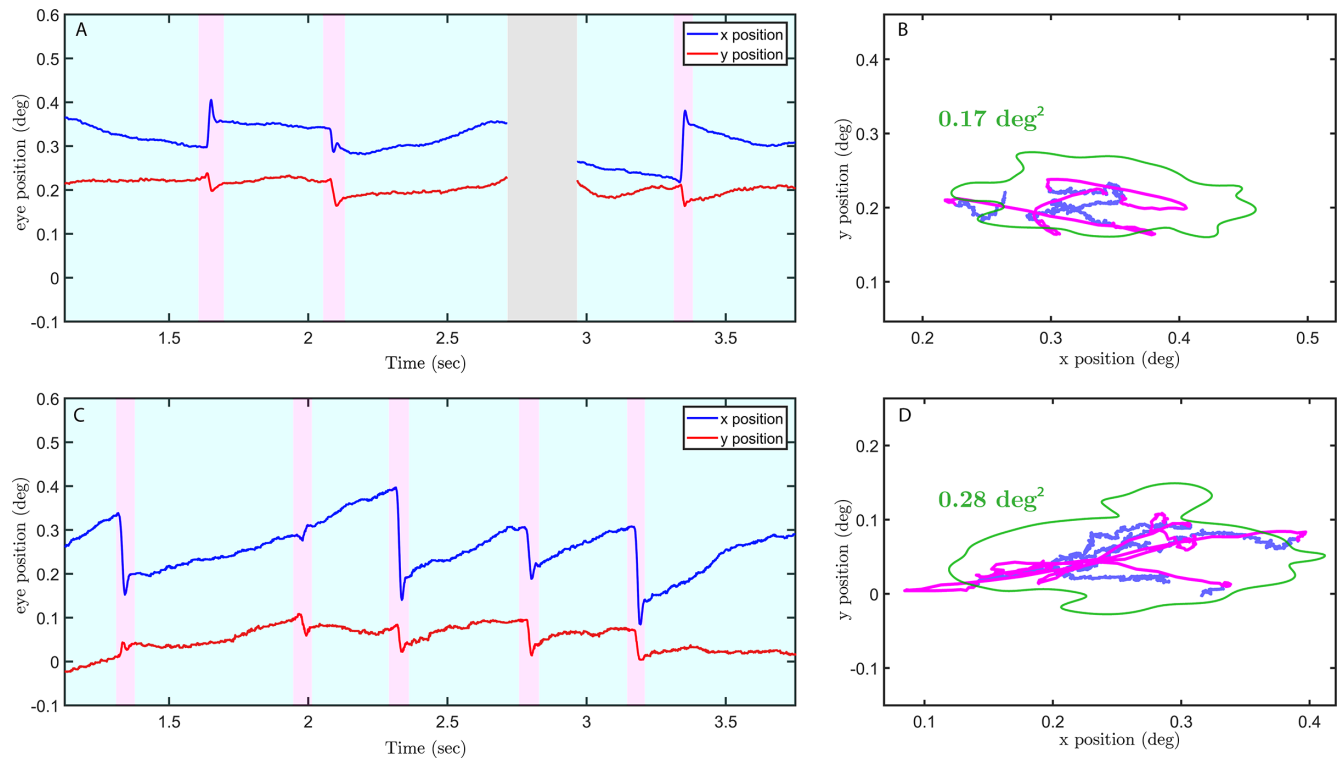 A
x position
y position
0.6
0.5
0.4
0.3
0.2
0.1
0
-0.1
eye position (deg)
1.5
2
2.5
3
3.5
Time (sec)
B
0.17 deg²
0.4
0.3
0.2
0.1
y position (deg)
0.2
0.3
0.4
0.5
x position (deg)
C
x position
y position
0.6
0.5
0.4
0.3
0.2
0.1
0
-0.1
eye position (deg)
1.5
2
2.5
3
3.5
Time (sec)
D
0.28 deg²
0.2
0.1
0
-0.1
y position (deg)
0.1
0.2
0.3
0.4
x position (deg)